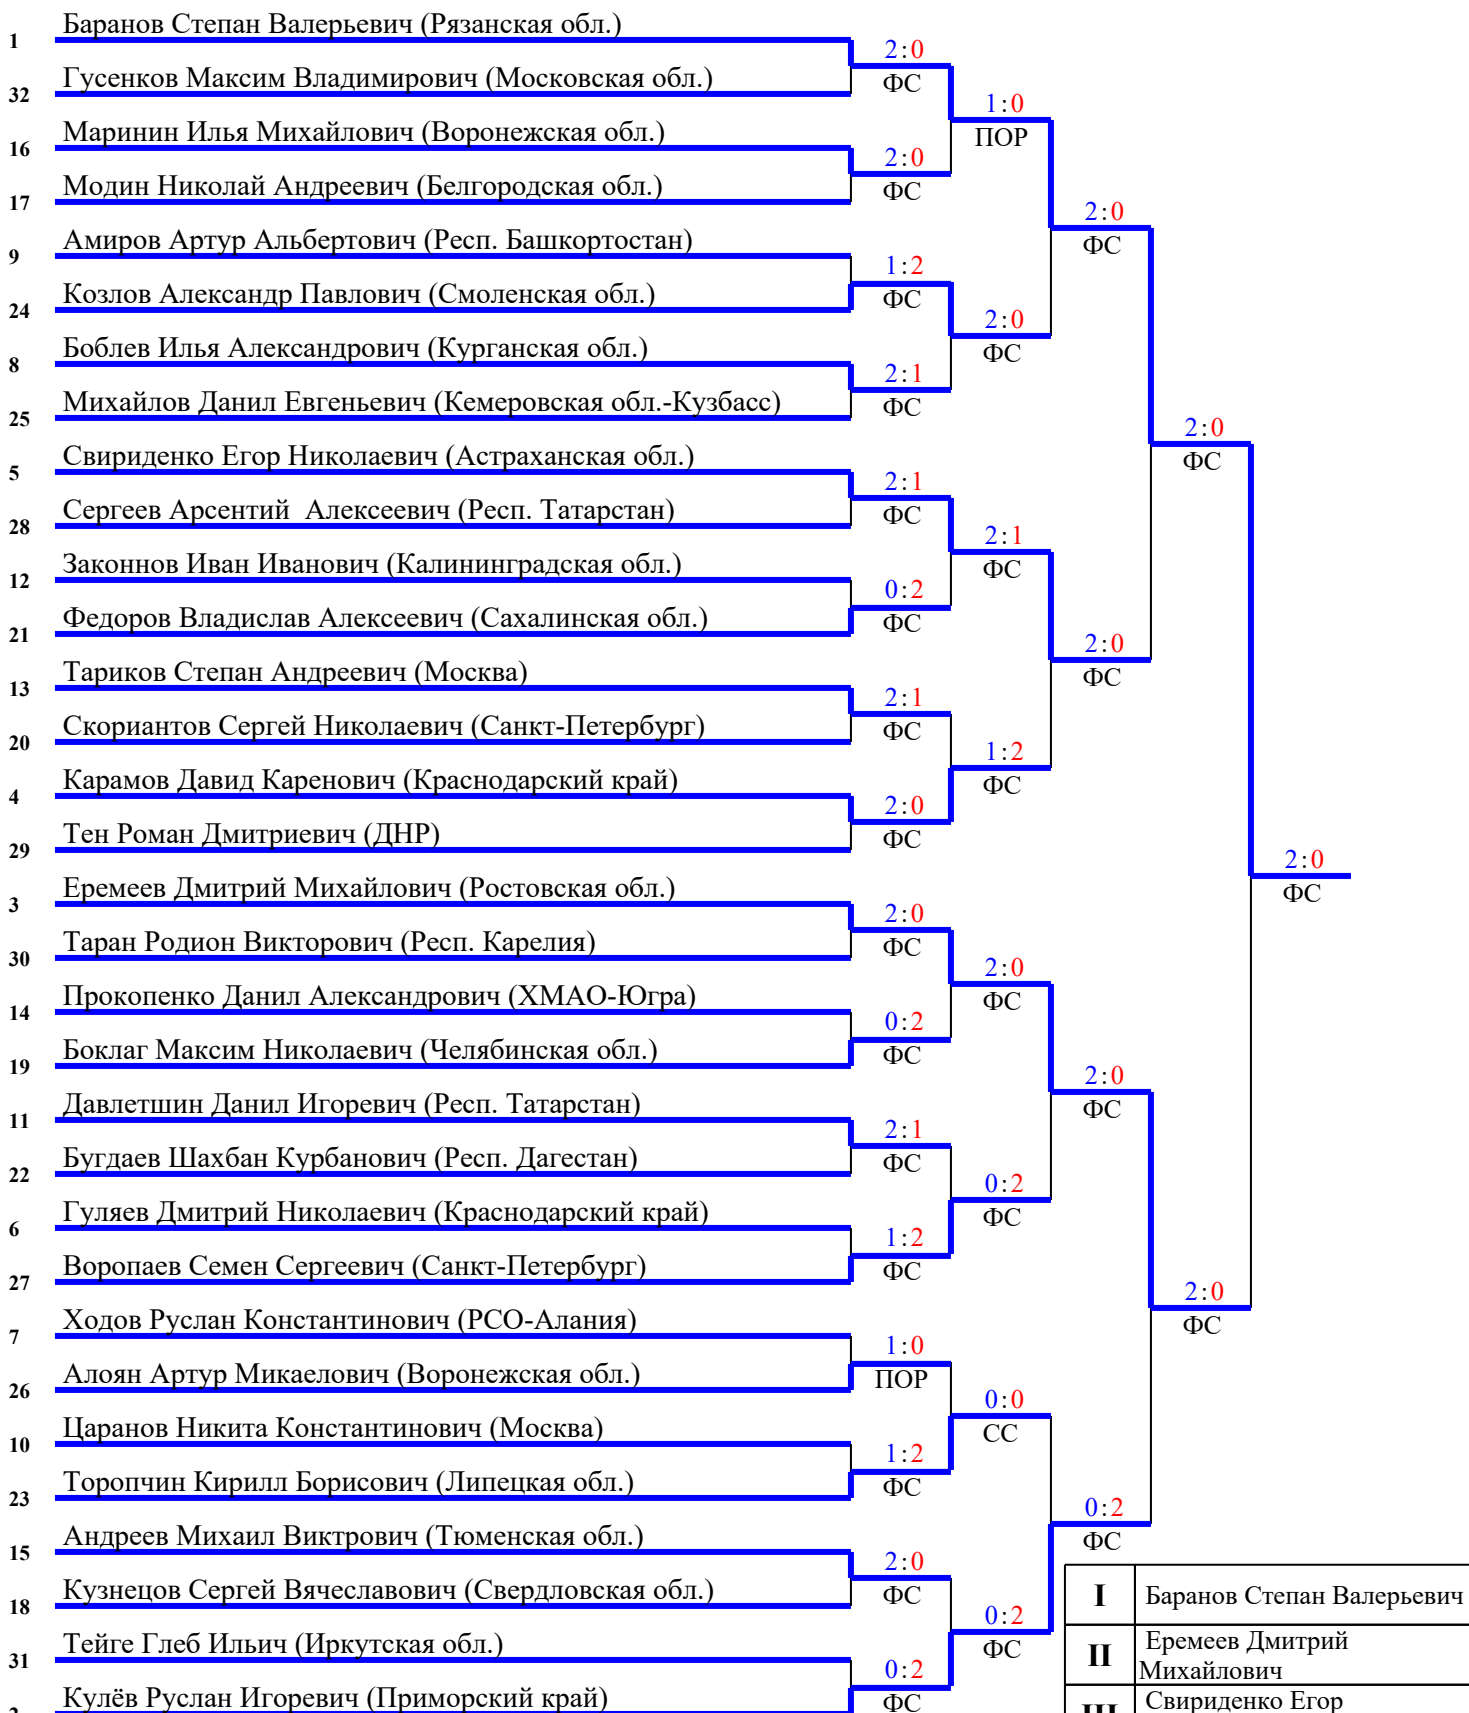 Баранов Степан Валерьевич (Рязанская обл.)
1
2:0
Гусенков Максим Владимирович (Московская обл.)
ФС
32
1:0
Маринин Илья Михайлович (Воронежская обл.)
ПОР
16
2:0
Модин Николай Андреевич (Белгородская обл.)
ФС
17
2:0
Амиров Артур Альбертович (Респ. Башкортостан)
ФС
9
1:2
Козлов Александр Павлович (Смоленская обл.)
ФС
24
2:0
Боблев Илья Александрович (Курганская обл.)
ФС
8
2:1
Михайлов Данил Евгеньевич (Кемеровская обл.-Кузбасс)
ФС
25
2:0
Свириденко Егор Николаевич (Астраханская обл.)
ФС
5
2:1
Сергеев Арсентий  Алексеевич (Респ. Татарстан)
ФС
28
2:1
Законнов Иван Иванович (Калининградская обл.)
ФС
12
0:2
Федоров Владислав Алексеевич (Сахалинская обл.)
ФС
21
2:0
Тариков Степан Андреевич (Москва)
ФС
13
2:1
Скориантов Сергей Николаевич (Санкт-Петербург)
ФС
20
1:2
Карамов Давид Каренович (Краснодарский край)
ФС
4
2:0
Тен Роман Дмитриевич (ДНР)
ФС
29
2:0
Еремеев Дмитрий Михайлович (Ростовская обл.)
ФС
3
2:0
Таран Родион Викторович (Респ. Карелия)
ФС
30
2:0
Прокопенко Данил Александрович (ХМАО-Югра)
ФС
14
0:2
Боклаг Максим Николаевич (Челябинская обл.)
ФС
19
2:0
Давлетшин Данил Игоревич (Респ. Татарстан)
ФС
11
2:1
Бугдаев Шахбан Курбанович (Респ. Дагестан)
ФС
22
0:2
Гуляев Дмитрий Николаевич (Краснодарский край)
ФС
6
1:2
Воропаев Семен Сергеевич (Санкт-Петербург)
ФС
27
2:0
Ходов Руслан Константинович (РСО-Алания)
ФС
7
1:0
Алоян Артур Микаелович (Воронежская обл.)
ПОР
26
0:0
Царанов Никита Константинович (Москва)
СС
10
1:2
Торопчин Кирилл Борисович (Липецкая обл.)
ФС
23
0:2
Андреев Михаил Виктрович (Тюменская обл.)
ФС
15
2:0
Кузнецов Сергей Вячеславович (Свердловская обл.)
ФС
18
I
Баранов Степан Валерьевич
0:2
Тейге Глеб Ильич (Иркутская обл.)
ФС
31
II
Еремеев Дмитрий
Михайлович
0:2
Кулёв Руслан Игоревич (Приморский край)
ФС
2
III
Свириденко Егор